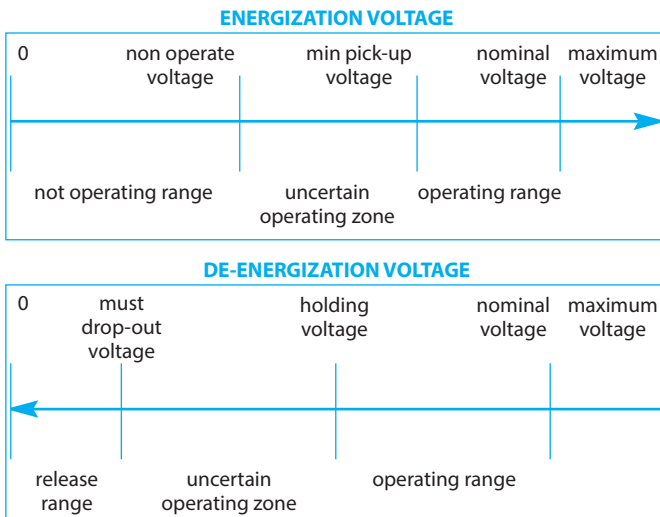 ENERGIZATION VOLTAGE
0
non operate
voltage
min pick-up
voltage
nominal
voltage
maximum
voltage
not operating range
uncertain
operating zone
operating range
DE-ENERGIZATION VOLTAGE
0
must
drop-out
voltage
holding
voltage
nominal
voltage
maximum
voltage
release
range
uncertain
operating zone
operating range